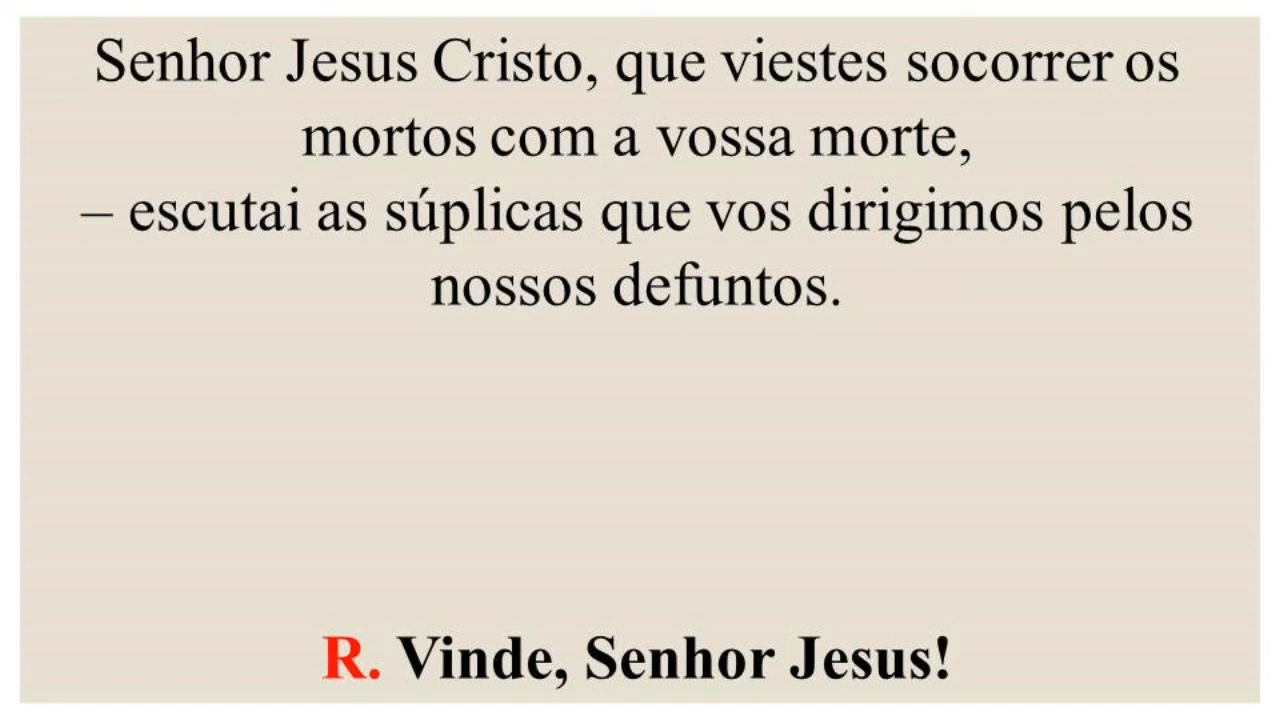 Senhor Jesus Cristo, que viestes socorrer os
mortos com a vossa morte,
– escutai as súplicas que vos dirigimos pelos
nossos defuntos.
R. Vinde, Senhor Jesus!